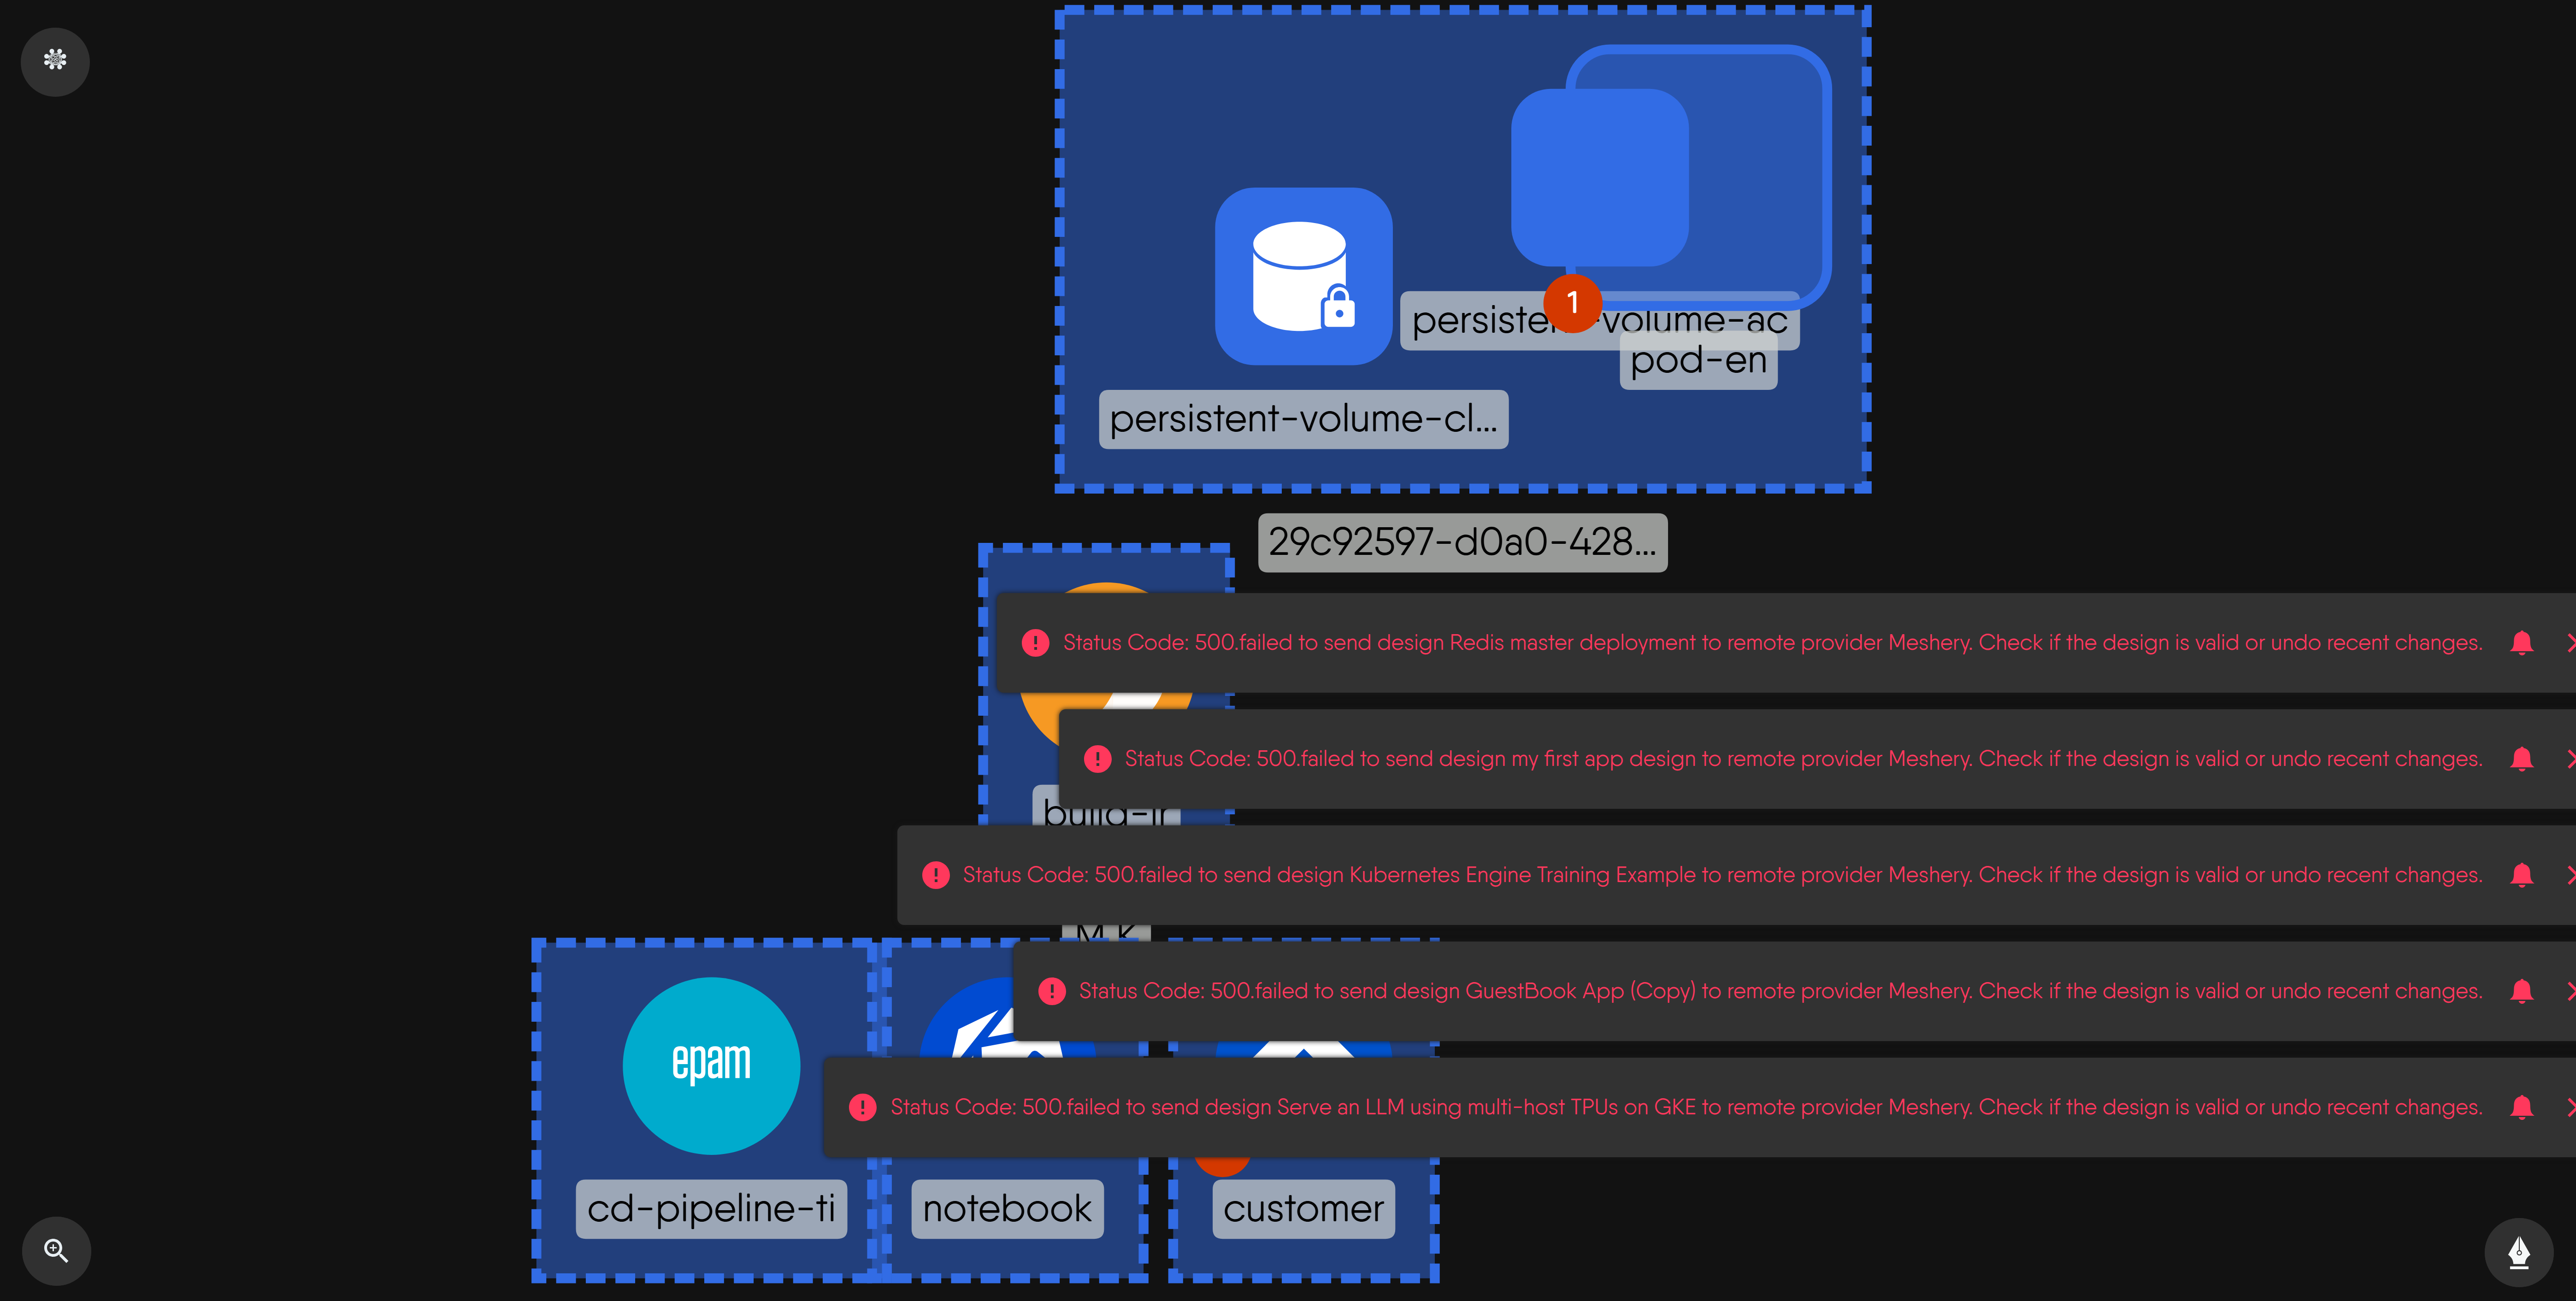 1
persistent-volume-ac
pod-en
persistent-volume-cl...
29c92597-d0a0-428...
Status Code: 500.failed to send design Redis master deployment to remote provider Meshery. Check if the design is valid or undo recent changes.
Status Code: 500.failed to send design my first app design to remote provider Meshery. Check if the design is valid or undo recent changes.
Status Code: 500.failed to send design Kubernetes Engine Training Example to remote provider Meshery. Check if the design is valid or undo recent changes.
Status Code: 500.failed to send design GuestBook App (Copy) to remote provider Meshery. Check if the design is valid or undo recent changes.
epam
Status Code: 500.failed to send design Serve an LLM using multi-host TPUs on GKE to remote provider Meshery. Check if the design is valid or undo recent changes.
cd-pipeline-ti
notebook
customer